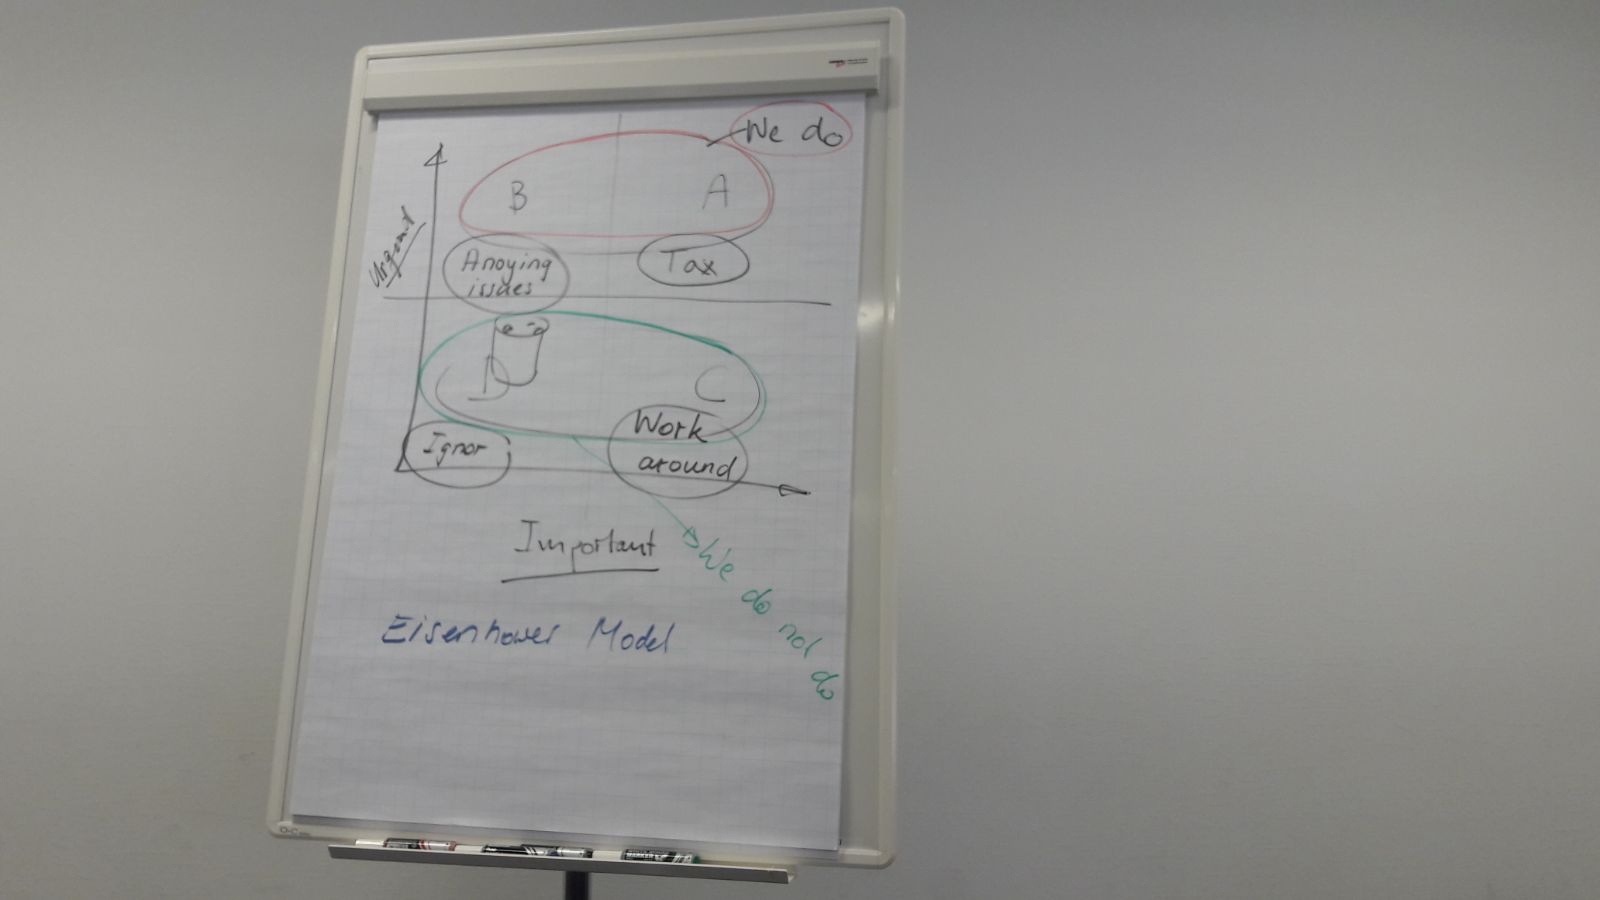 We do
B
A
Urgent
Anoying
issues
Tax
D
C
Ignor
Work
around
Important
We do not do
Eisenhower Model